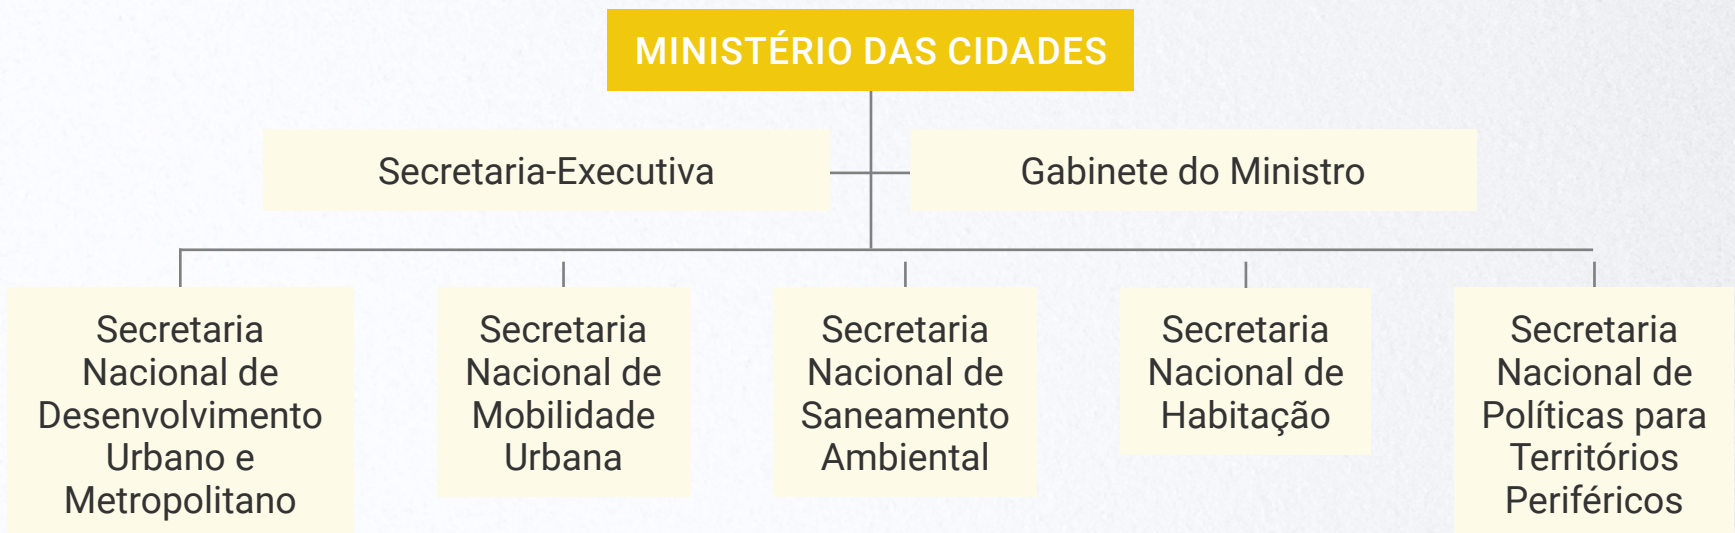 MINISTÉRIO DAS CIDADES
Secretaria-Executiva
Gabinete do Ministro
Secretaria
Nacional de
Desenvolvimento
Urbano e
Metropolitano
Secretaria
Nacional de
Mobilidade
Urbana
Secretaria
Nacional de
Saneamento
Ambiental
Secretaria
Nacional de
Habitação
Secretaria
Nacional de
Políticas para
Territórios
Periféricos